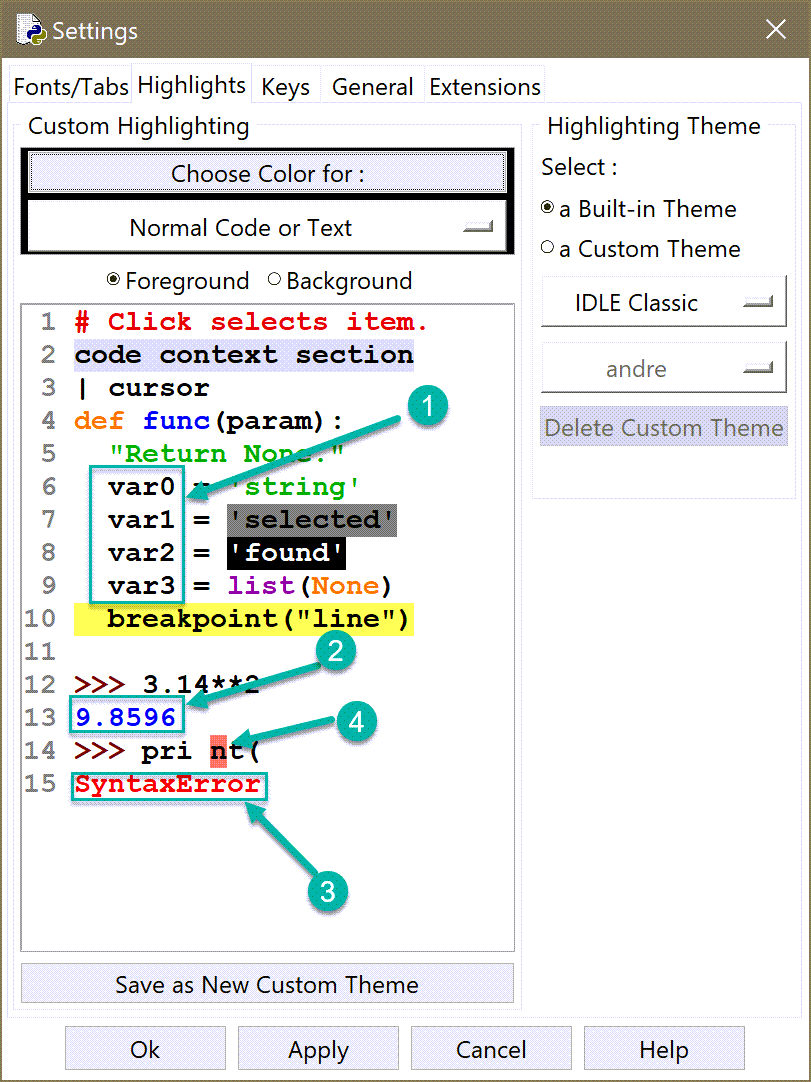 Settings
Fonts/Tabs Highlights Keys General Extensions
Custom Highlighting
Choose Color for :
Normal Code or Text
Foreground Background
1 # Click selects item.
2 code context section
3 | cursor
4 def func(param):
5 "Return None."
6 var0 = 'string'
7 var1 = 'selected'
8 var2 = 'found'
9 var3 = list(None)
10 breakpoint("line")
11
12 >>> 3.14**2
13 9.8596
14 >>> pri nt(
15 SyntaxError
1
2
4
3
Save as New Custom Theme
Highlighting Theme
Select :
a Built-in Theme
a Custom Theme
IDLE Classic
andre
Delete Custom Theme
Ok Apply Cancel Help